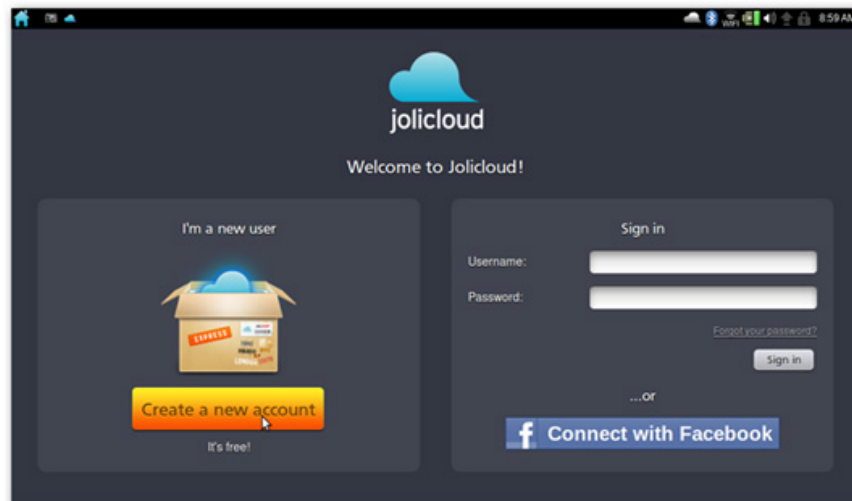 WIFI
8:59 AM
jolicloud
Welcome to Jolicloud!
I'm a new user
EXPRESS
Create a new account
It's free!
Sign in
Username:
Password:
Forgot your password?
Sign in
...or
f Connect with Facebook